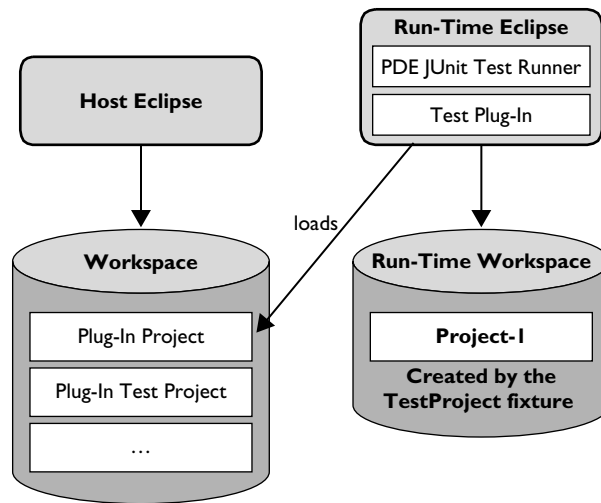 Run-Time Eclipse
PDE JUnit Test Runner
Test Plug-In
Host Eclipse
loads
Workspace
Plug-In Project
Plug-In Test Project
...
Run-Time Workspace
Project-1
Created by the
TestProject fixture